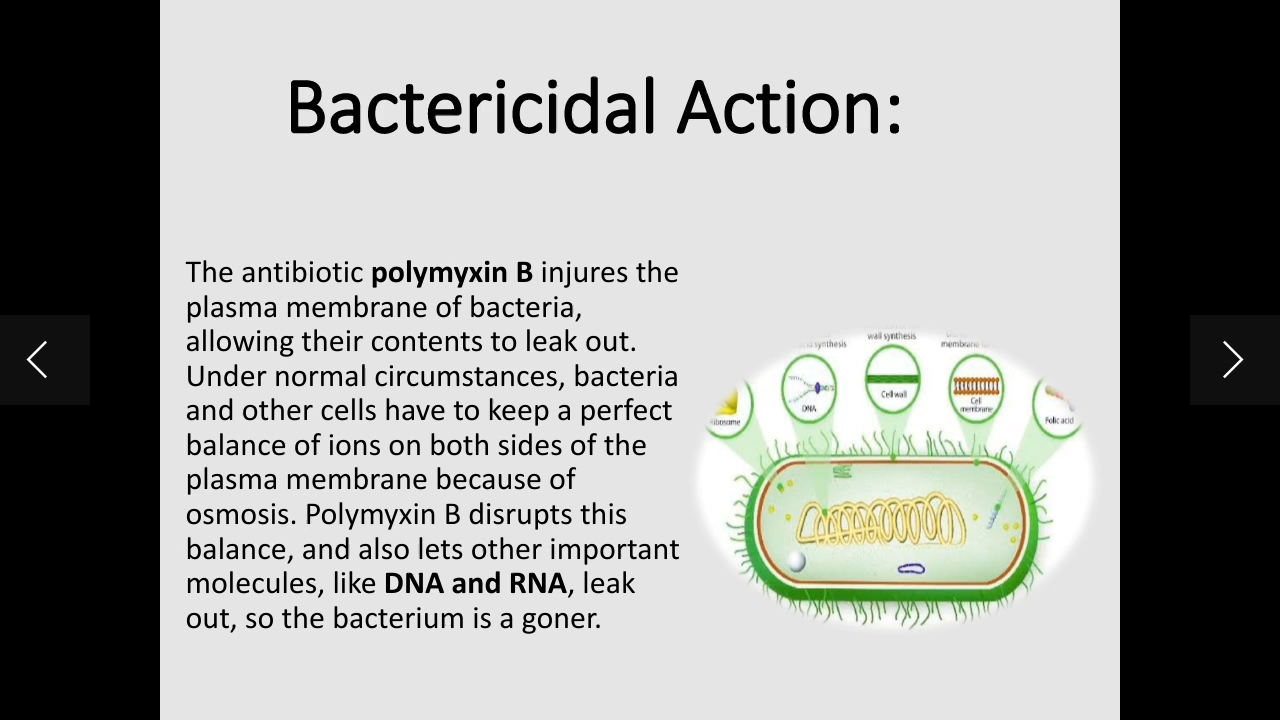 Bactericidal Action:
The antibiotic polymyxin B injures the
plasma membrane of bacteria,
allowing their contents to leak out.
Under normal circumstances, bacteria
and other cells have to keep a perfect
balance of ions on both sides of the
plasma membrane because of
osmosis. Polymyxin B disrupts this
balance, and also lets other important
molecules, like DNA and RNA, leak
out, so the bacterium is a goner.
synthesis
wall synthesis
membrane
DNA
Cell wall
Cell
membrane
Folic acid